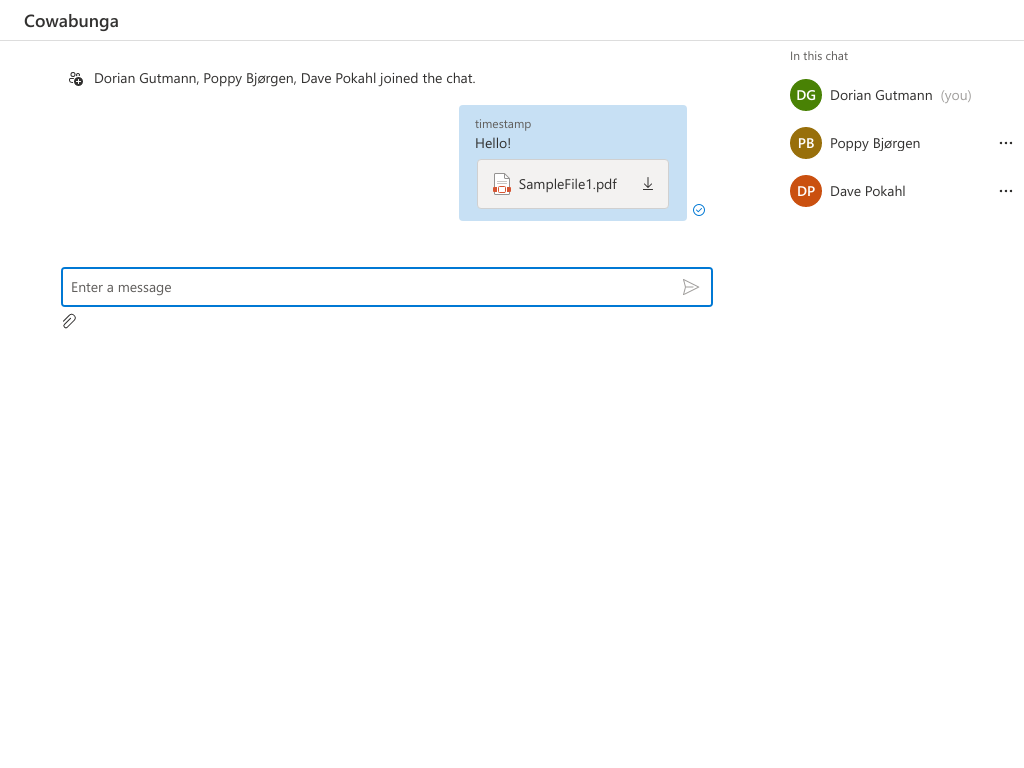 Cowabunga
Dorian Gutmann, Poppy Bjørgen, Dave Pokahl joined the chat.
timestamp
Hello!
SampleFile1.pdf
Enter a message
In this chat
DG Dorian Gutmann (you)
PB Poppy Bjørgen
DP Dave Pokahl